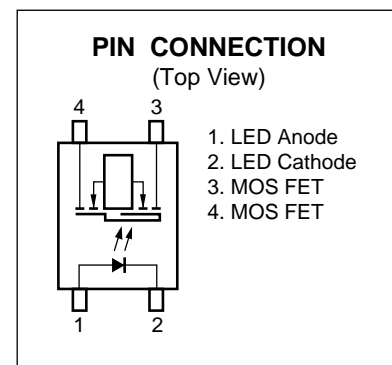 PIN CONNECTION
(Top View)
4 3
1. LED Anode
2. LED Cathode
3. MOS FET
4. MOS FET
1 2